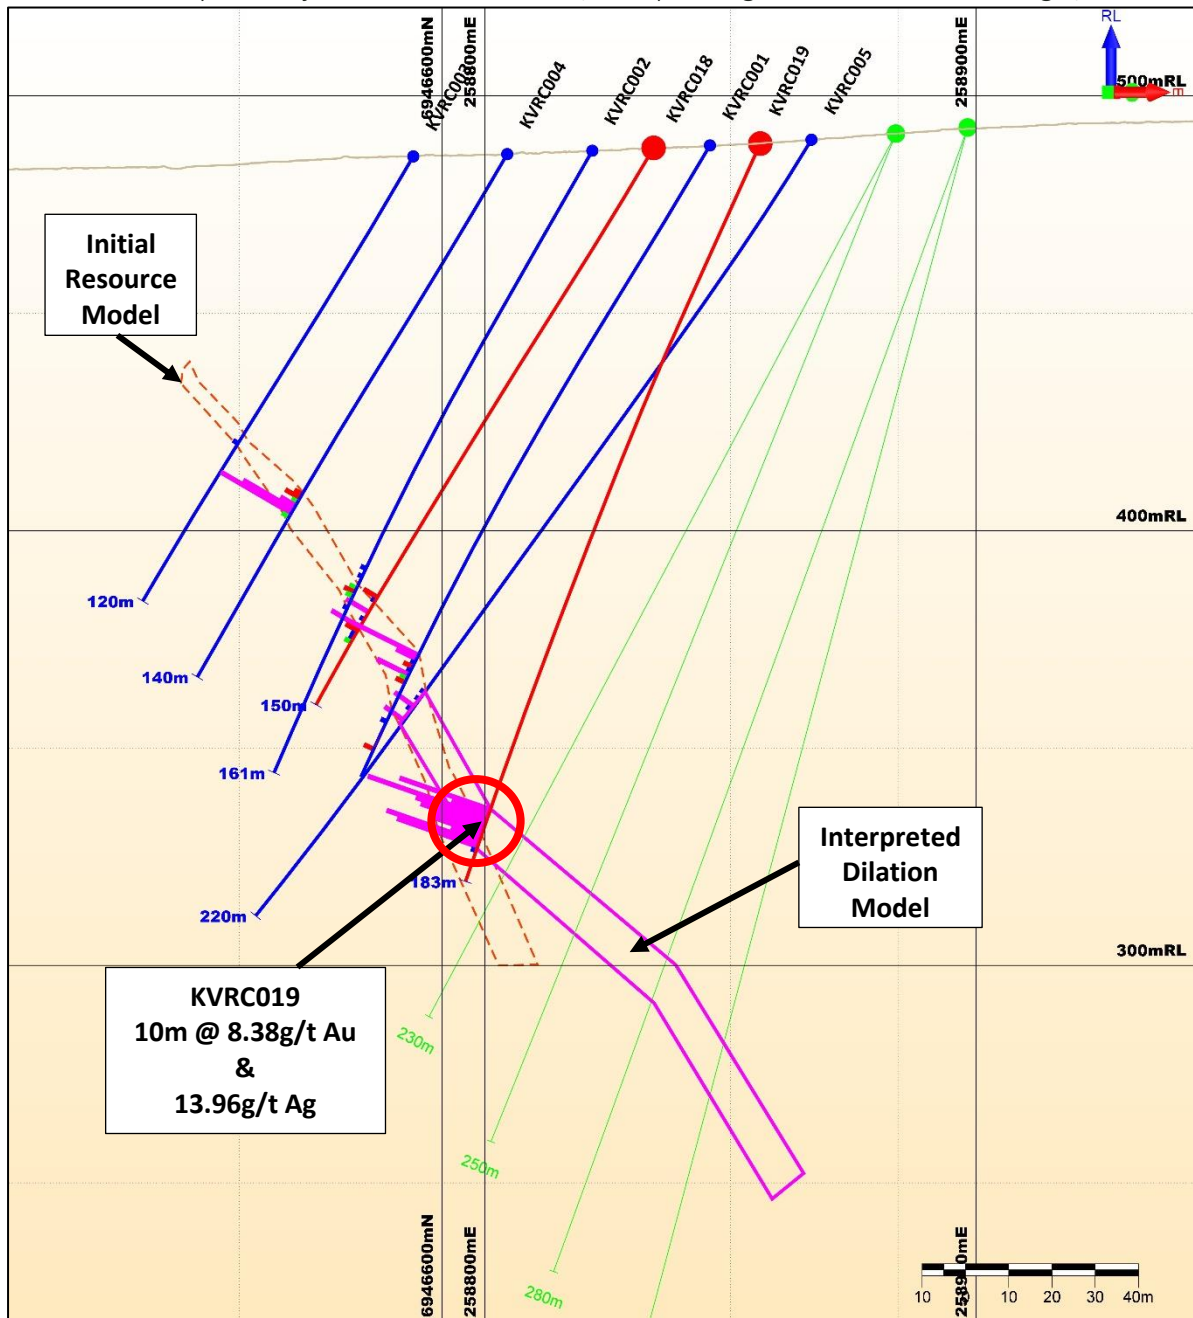 6946600mN
258800mE
258900mE
RL
E
500mRL
KVRC003
KVRC004
KVRC002
KVRC018
KVRC001
KVRC019
KVRC005
Initial
Resource
Model
400mRL
120m
140m
150m
161m
183m
220m
Interpreted
Dilation
Model
300mRL
KVRC019
10m @ 8.38g/t Au
&
13.96g/t Ag
230m
250m
280m
6946600mN
258800mE
10
10
20
30
40m